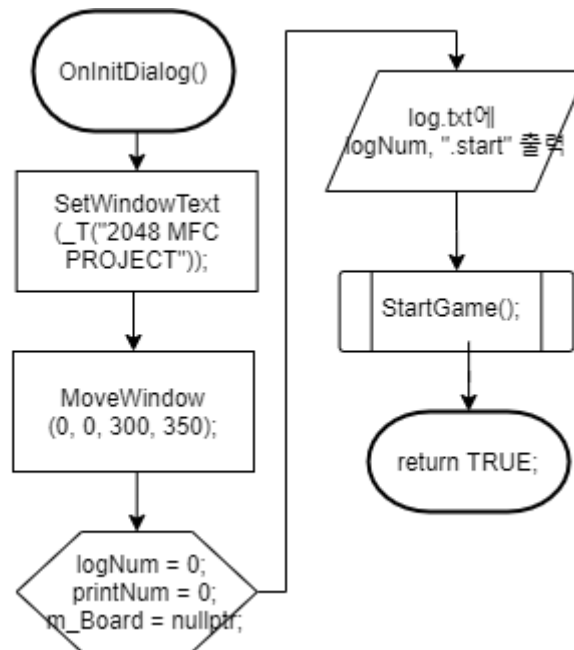 OnInitDialog()
SetWindowText
(_T("2048 MFC
PROJECT"));
MoveWindow
(0, 0, 300, 350);
logNum = 0;
printNum = 0;
m_Board = nullptr;
log.txt에
logNum, ".start" 출력
StartGame();
return TRUE;